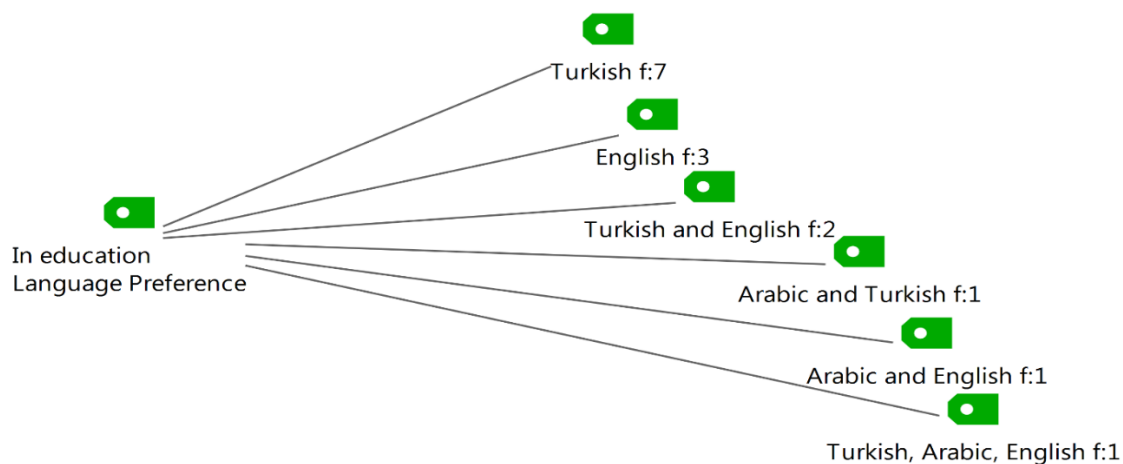 Turkish f:7
English f:3
Turkish and English f:2
In education
Language Preference
Arabic and Turkish f:1
Arabic and English f:1
Turkish, Arabic, English f:1